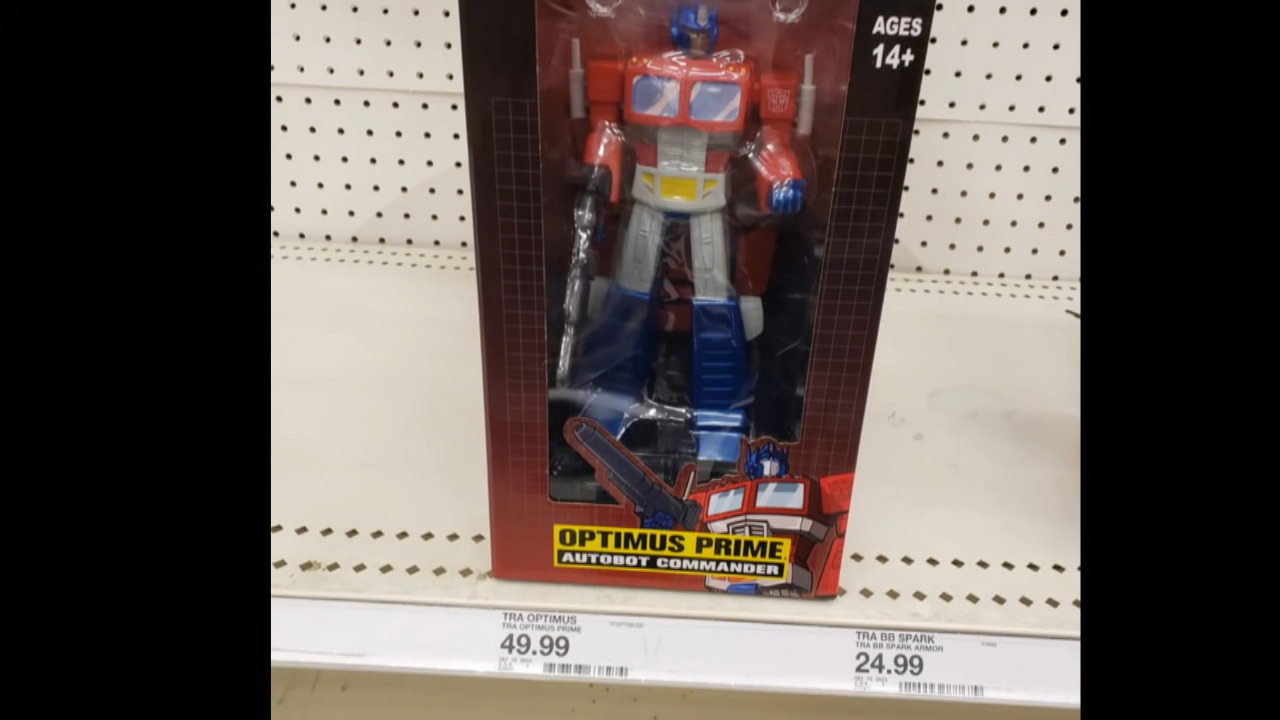 AGES
14+
OPTIMUS PRIME
AUTOBOT COMMANDER
TRA OPTIMUS
TRA OPTIMUS PRIME
49.99
TRA BB SPARK
TRA BB SPARK ARMOR
24.99